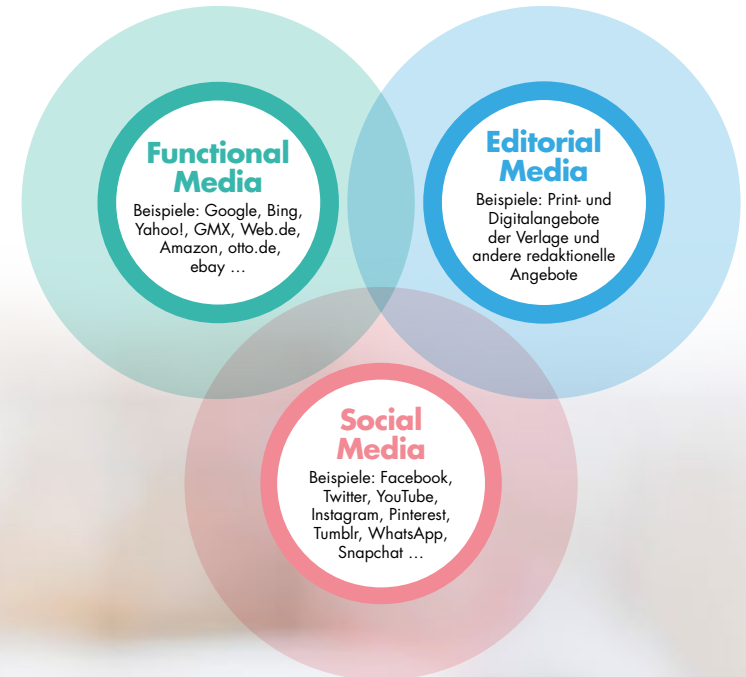 Functional
Media
Beispiele: Google, Bing,
Yahoo!, GMX, Web.de,
Amazon, otto.de,
ebay …
Editorial
Media
Beispiele: Print- und
Digitalangebote
der Verlage und
andere redaktionelle
Angebote
Social
Media
Beispiele: Facebook,
Twitter, YouTube,
Instagram, Pinterest,
Tumblr, WhatsApp,
Snapchat …